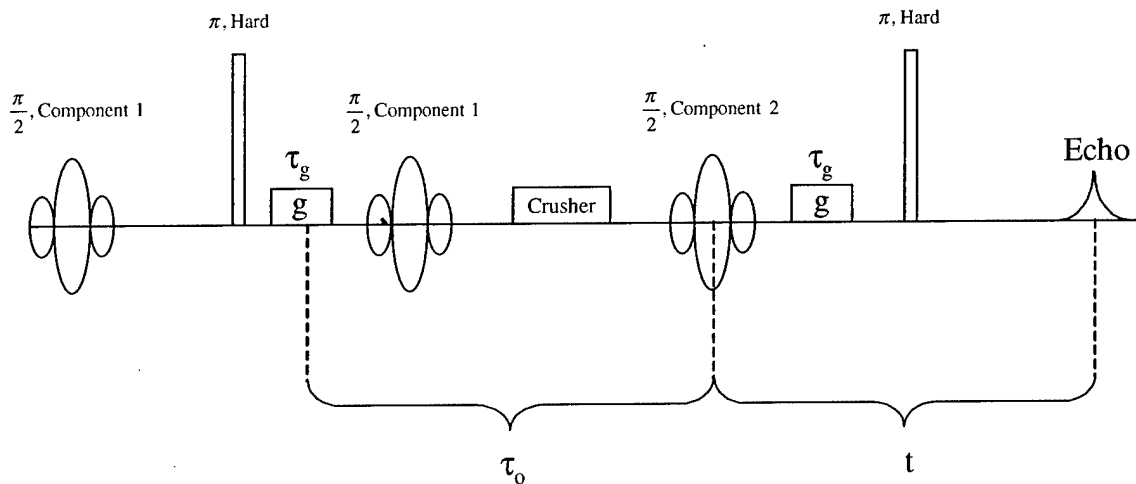 π, Hard
π, Hard
π/2, Component 1
π/2, Component 1
π/2, Component 2
τg
τg
Echo
g
Crusher
g
τo
t